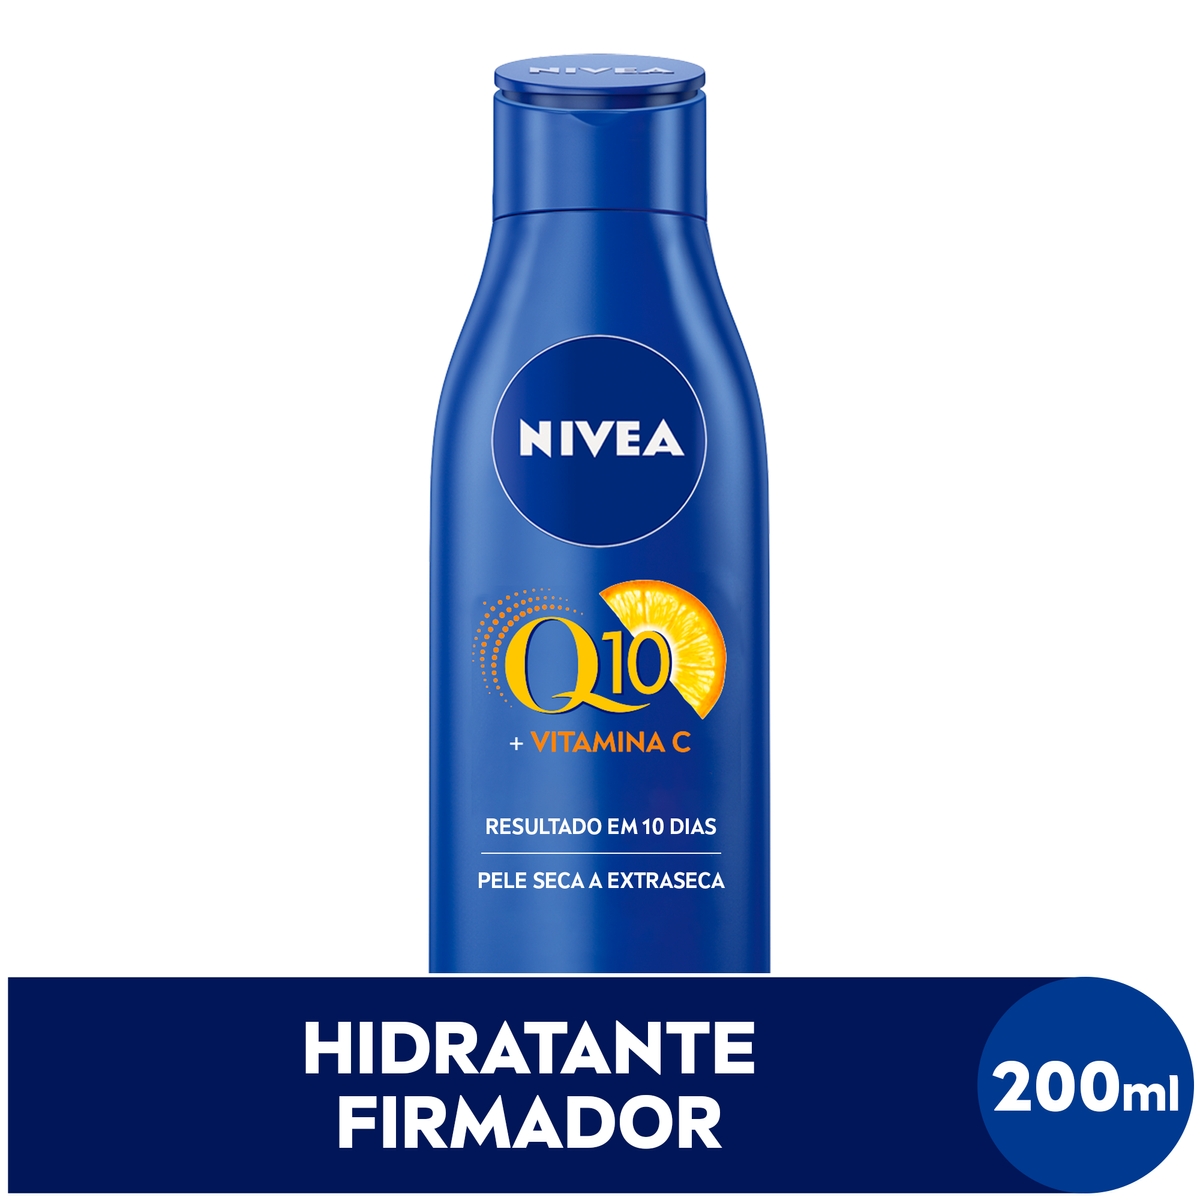 NIVEA
NIVEA
Q10
+ VITAMINA C
RESULTADO EM 10 DIAS
PELE SECA A EXTRASECA
HIDRATANTE
FIRMADOR
200ml